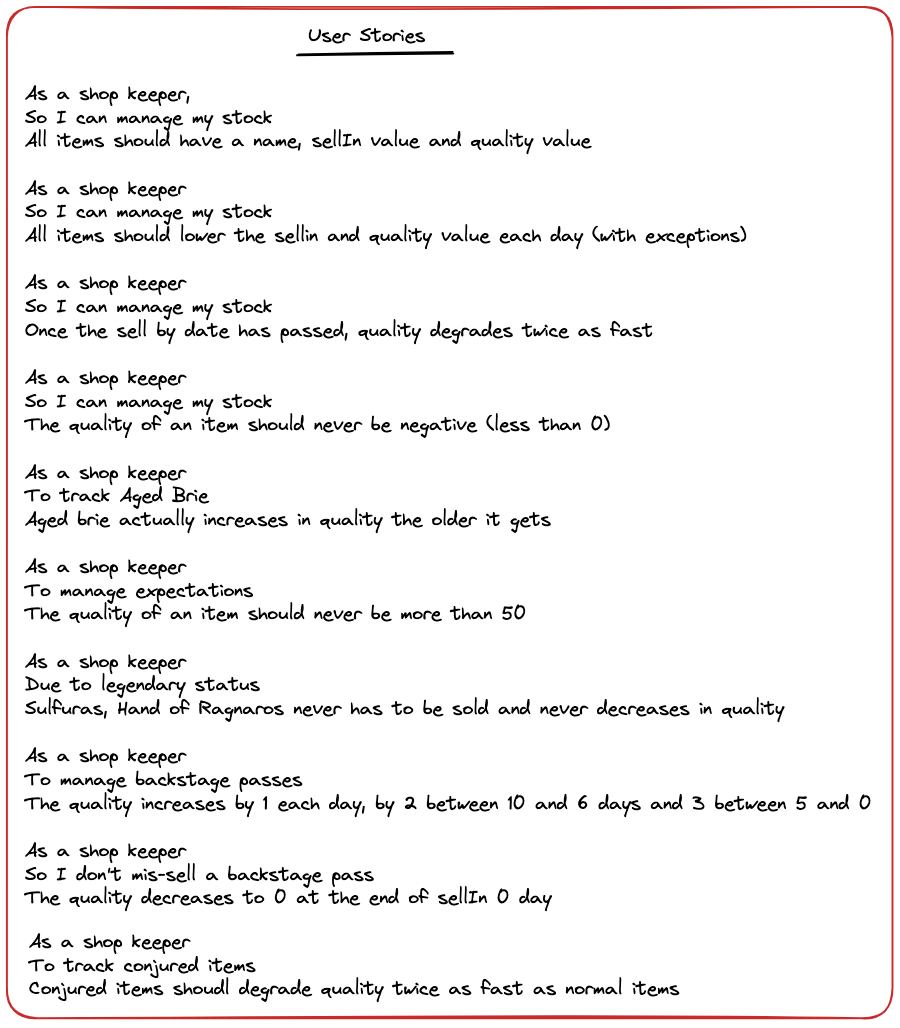 User Stories
As a shop keeper,
So I can manage my stock
All items should have a name, sellIn value and quality value
As a shop keeper
So I can manage my stock
All items should lower the sellin and quality value each day (with exceptions)
As a shop keeper
So I can manage my stock
Once the sell by date has passed, quality degrades twice as fast
As a shop keeper
So I can manage my stock
The quality of an item should never be negative (less than 0)
As a shop keeper
To track Aged Brie
Aged brie actually increases in quality the older it gets
As a shop keeper
To manage expectations
The quality of an item should never be more than 50
As a shop keeper
Due to legendary status
Sulfuras, Hand of Ragnaros never has to be sold and never decreases in quality
As a shop keeper
To manage backstage passes
The quality increases by 1 each day, by 2 between 10 and 6 days and 3 between 5 and 0
As a shop keeper
So I don't mis-sell a backstage pass
The quality decreases to 0 at the end of sellIn 0 day
As a shop keeper
To track conjured items
Conjured items shoudl degrade quality twice as fast as normal items